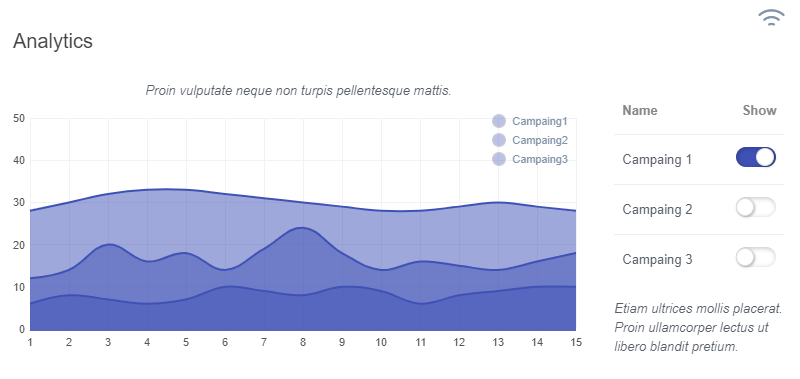 Analytics
Proin vulputate neque non turpis pellentesque mattis.
50
40
30
20
10
0
1 2 3 4 5 6 7 8 9 10 11 12 13 14 15
Campaing1
Campaing2
Campaing3
Name Show
Campaing 1
Campaing 2
Campaing 3
Etiam ultrices mollis placerat.
Proin ullamcorper lectus ut
libero blandit pretium.